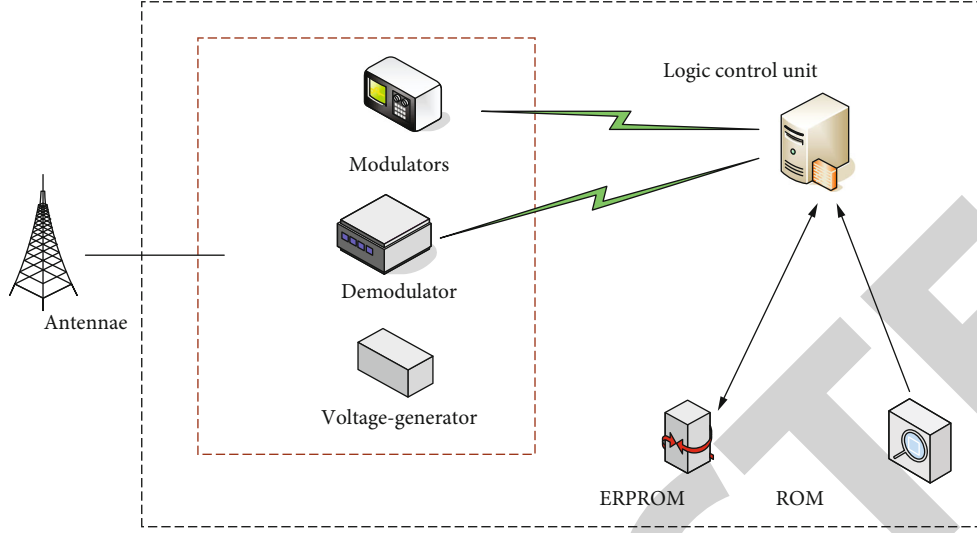 Logic control unit
Modulators
Demodulator
Antennae
Voltage-generator
ERPROM
ROM